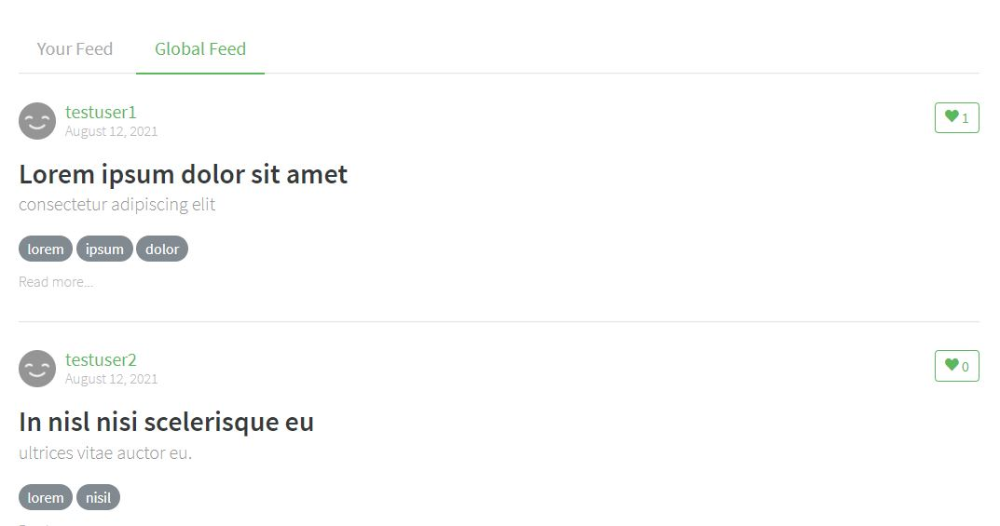 Your Feed Global Feed
testuser1
August 12, 2021
1
Lorem ipsum dolor sit amet
consectetur adipiscing elit
lorem ipsum dolor
Read more...
testuser2
August 12, 2021
0
In nisl nisi scelerisque eu
ultrices vitae auctor eu.
lorem nisil